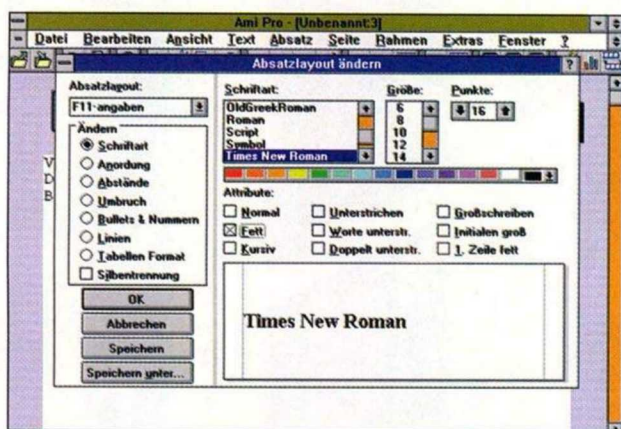 Ami Pro - [Unbenannt:3]
Datei Bearbeiten Ansicht Text Absatz Seite Rahmen Extras Fenster ?
Absatzlayout ändern ?
Absatzlayout:
F11-angaben
Ändern
Schriftart
Anordung
Abstände
Umbruch
Bullets & Nummern
Linien
Tabellen Format
Silbentrennung
OK
Abbrechen
Speichern
Speichern unter...
Schriftart:
OldGreekRoman
Roman
Script
Symbol
Times New Roman
Größe:
6
8
10
12
14
Punkte:
16
Attribute:
Normal Unterstrichen Großschreiben
Fett Worte unterstr. Initialen groß
Kursiv Doppelt unterstr. 1. Zeile fett
Times New Roman
V
D
B